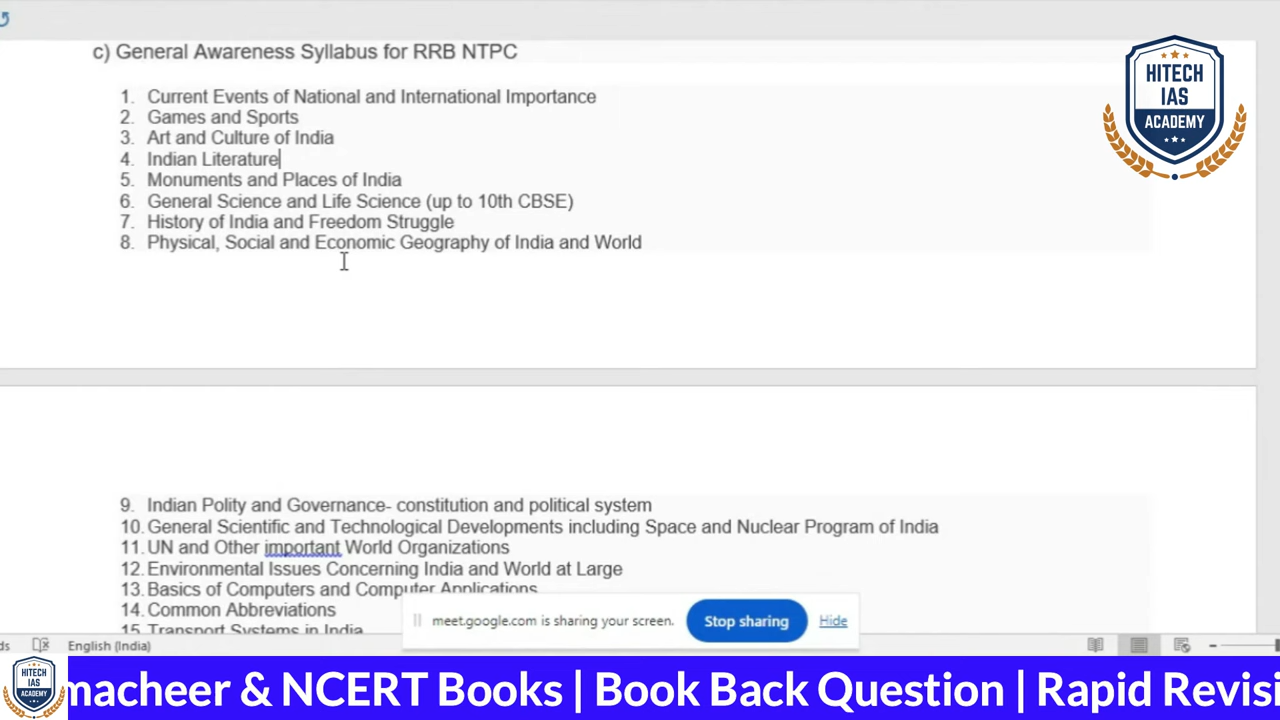 c) General Awareness Syllabus for RRB NTPC
HITECH
IAS
ACADEMY
1. Current Events of National and International Importance
2. Games and Sports
3. Art and Culture of India
4. Indian Literature
5. Monuments and Places of India
6. General Science and Life Science (up to 10th CBSE)
7. History of India and Freedom Struggle
8. Physical, Social and Economic Geography of India and World
9. Indian Polity and Governance- constitution and political system
10. General Scientific and Technological Developments including Space and Nuclear Program of India
11. UN and Other important World Organizations
12. Environmental Issues Concerning India and World at Large
13. Basics of Computers and Computer Applications
14. Common Abbreviations
15. Transport Systems in India
meet.google.com is sharing your screen. Stop sharing Hide
English (India)
HITECH
IAS
ACADEMY
macheer & NCERT Books | Book Back Question | Rapid Revisi